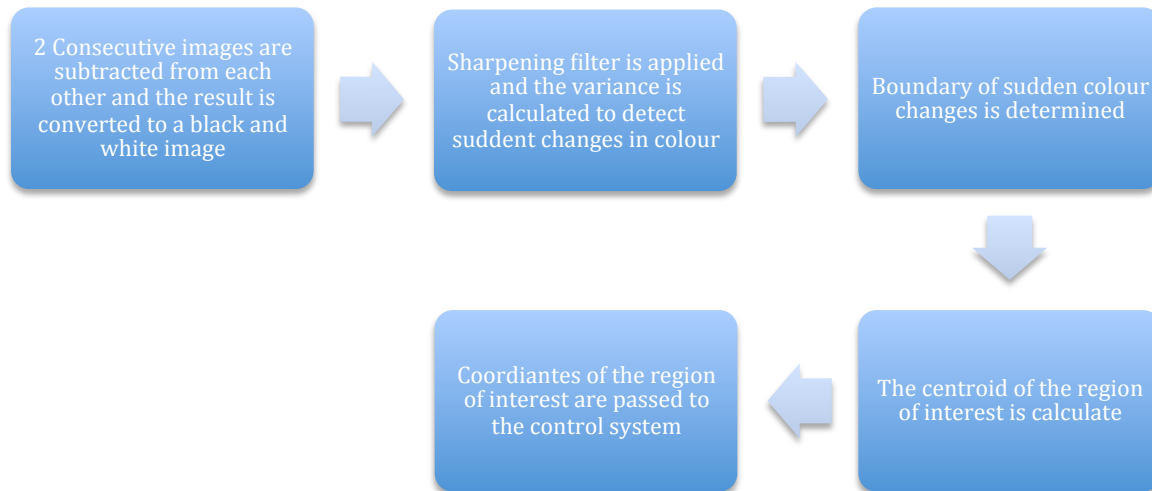 2 Consecutive images are
subtracted from each
other and the result is
converted to a black and
white image
Sharpening filter is applied
and the variance is
calculated to detect
suddent changes in colour
Boundary of sudden colour
changes is determined
The centroid of the region
of interest is calculate
Coordiantes of the region
of interest are passed to
the control system